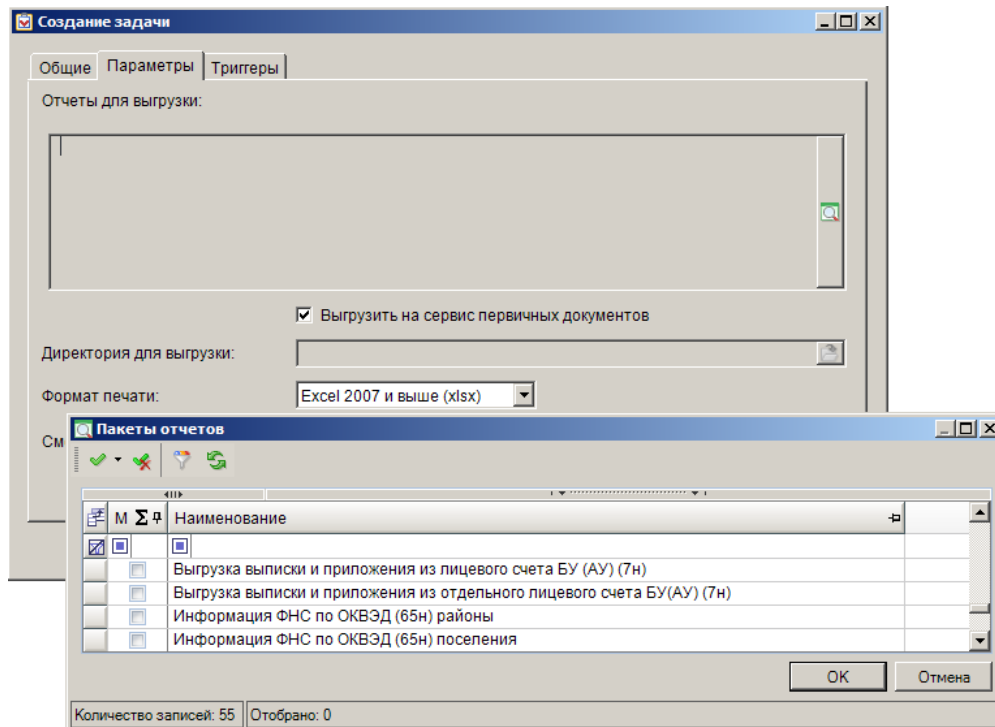 Создание задачи
Общие Параметры Триггеры
Отчеты для выгрузки:
Выгрузить на сервис первичных документов
Директория для выгрузки:
Формат печати: Excel 2007 и выше (xlsx)
См
Пакеты отчетов
М Σ Наименование
Выгрузка выписки и приложения из лицевого счета БУ (АУ) (7н)
Выгрузка выписки и приложения из отдельного лицевого счета БУ(АУ) (7н)
Информация ФНС по ОКВЭД (65н) районы
Информация ФНС по ОКВЭД (65н) поселения
OK Отмена
Количество записей: 55 Отобрано: 0